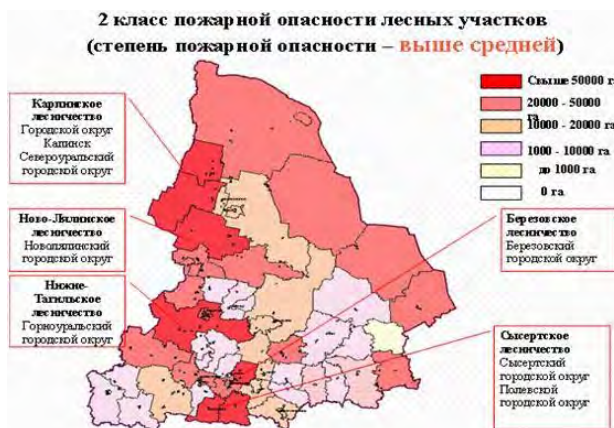 2 класс пожарной опасности лесных участков
(степень пожарной опасности – выше средней)
Карпинское
лесничество
Городской округ
Капинск
Североуральский
городской округ
Ново-Лялинское
лесничество
Новолялинский
городской округ
Нижне-
Тагильское
лесничество
Горноуральский
городской округ
Свыше 50000 га
20000 - 50000
га
10000 - 20000 га
1000 - 10000 га
до 1000 га
0 га
Березовское
лесничество
Березовский
городской округ
Сысертское
лесничество
Сысертский
городской округ
Полевской
городской округ